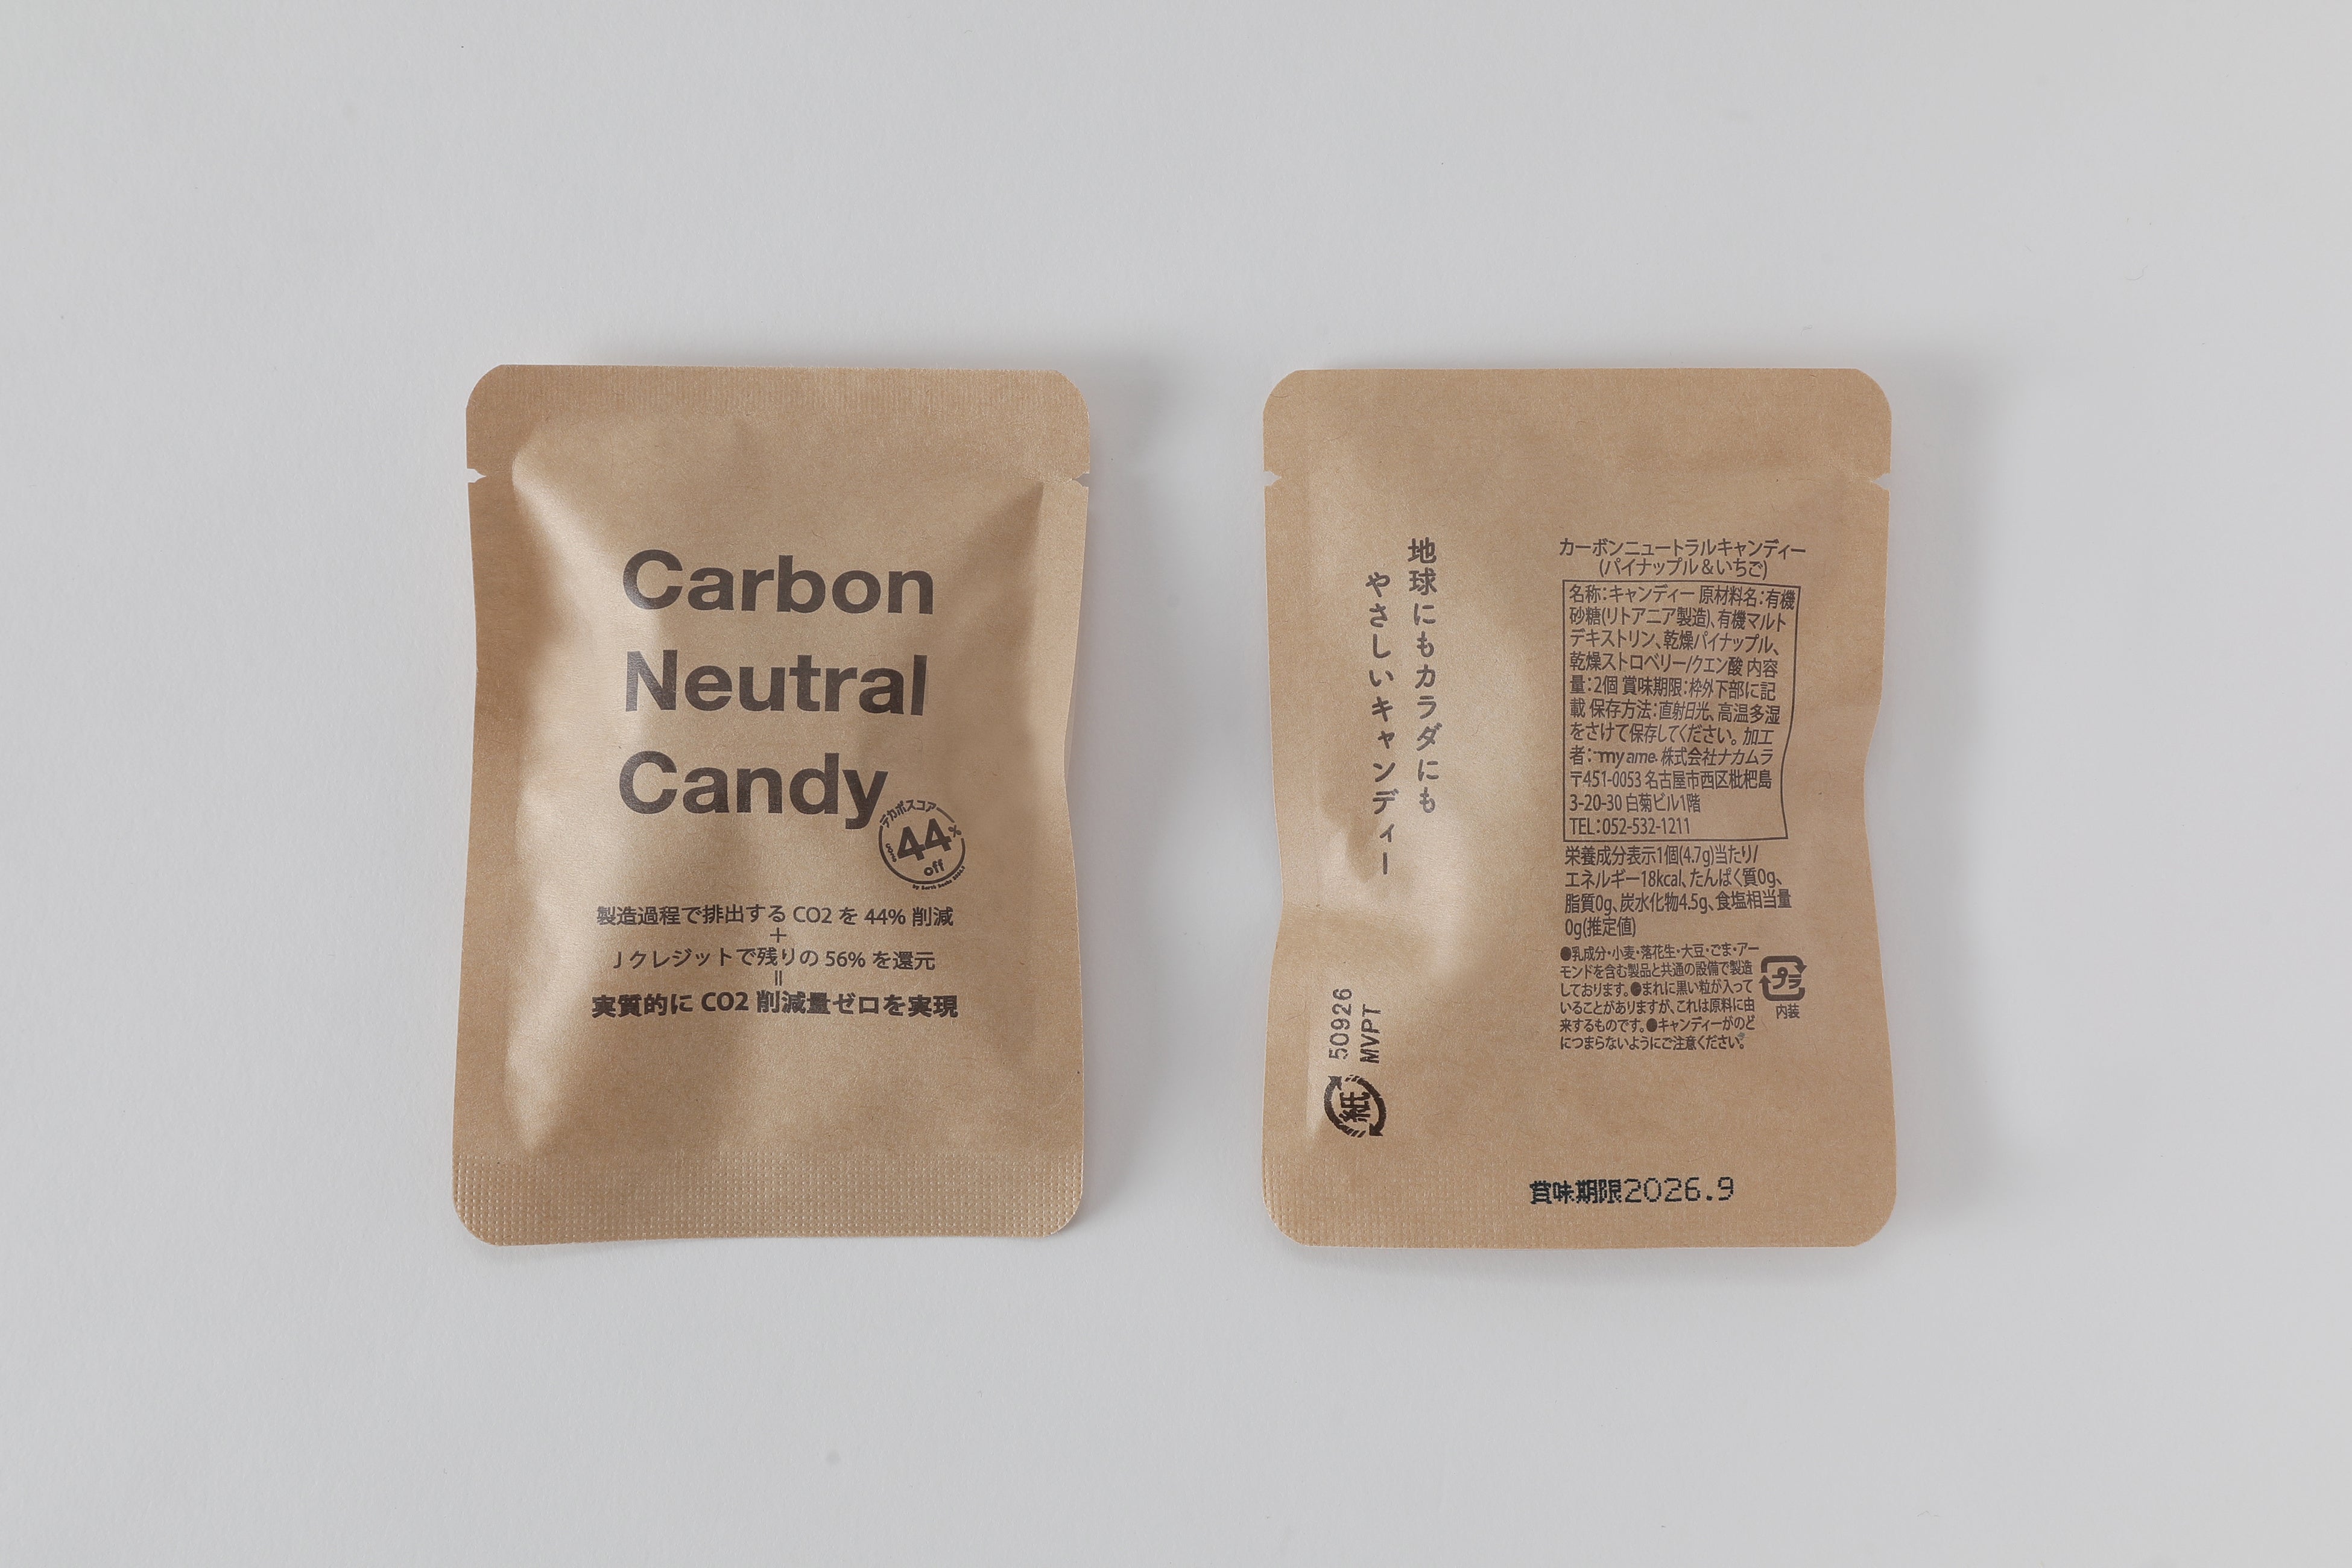 Carbon
Neutral
Candy
デカボスコア
44%
off
製造過程で排出する CO2 を 44% 削減
+
J クレジットで残りの 56% を還元
=
実質的に CO2 削減量ゼロを実現
地球にもカラダにも
やさしいキャンディー
50926
MVPT
紙
カーボンニュートラルキャンディー
(パイナップル&いちご)
名称:キャンディー 原材料名:有機
砂糖(リトアニア製造)、有機マルト
デキストリン、乾燥パイナップル、
乾燥ストロベリー/クエン酸 内容
量:2個 賞味期限:枠外下部に記
載 保存方法:直射日光、高温多湿
をさけて保存してください。加工
者:my ame 株式会社ナカムラ
〒451-0053 名古屋市西区枇杷島
3-20-30 白菊ビル1階
TEL:052-532-1211
栄養成分表示1個(4.7g)当たり/
エネルギー18kcal、たんぱく質0g、
脂質0g、炭水化物4.5g、食塩相当量
0g(推定値)
●乳成分・小麦・落花生・大豆・ごま・アー
モンドを含む製品と共通の設備で製造
しております。●まれに黒い粒が入って
いることがありますが、これは原料に由
来するものです。●キャンディーがのど
につまらないようにご注意ください。
プラ
内装
賞味期限2026.9